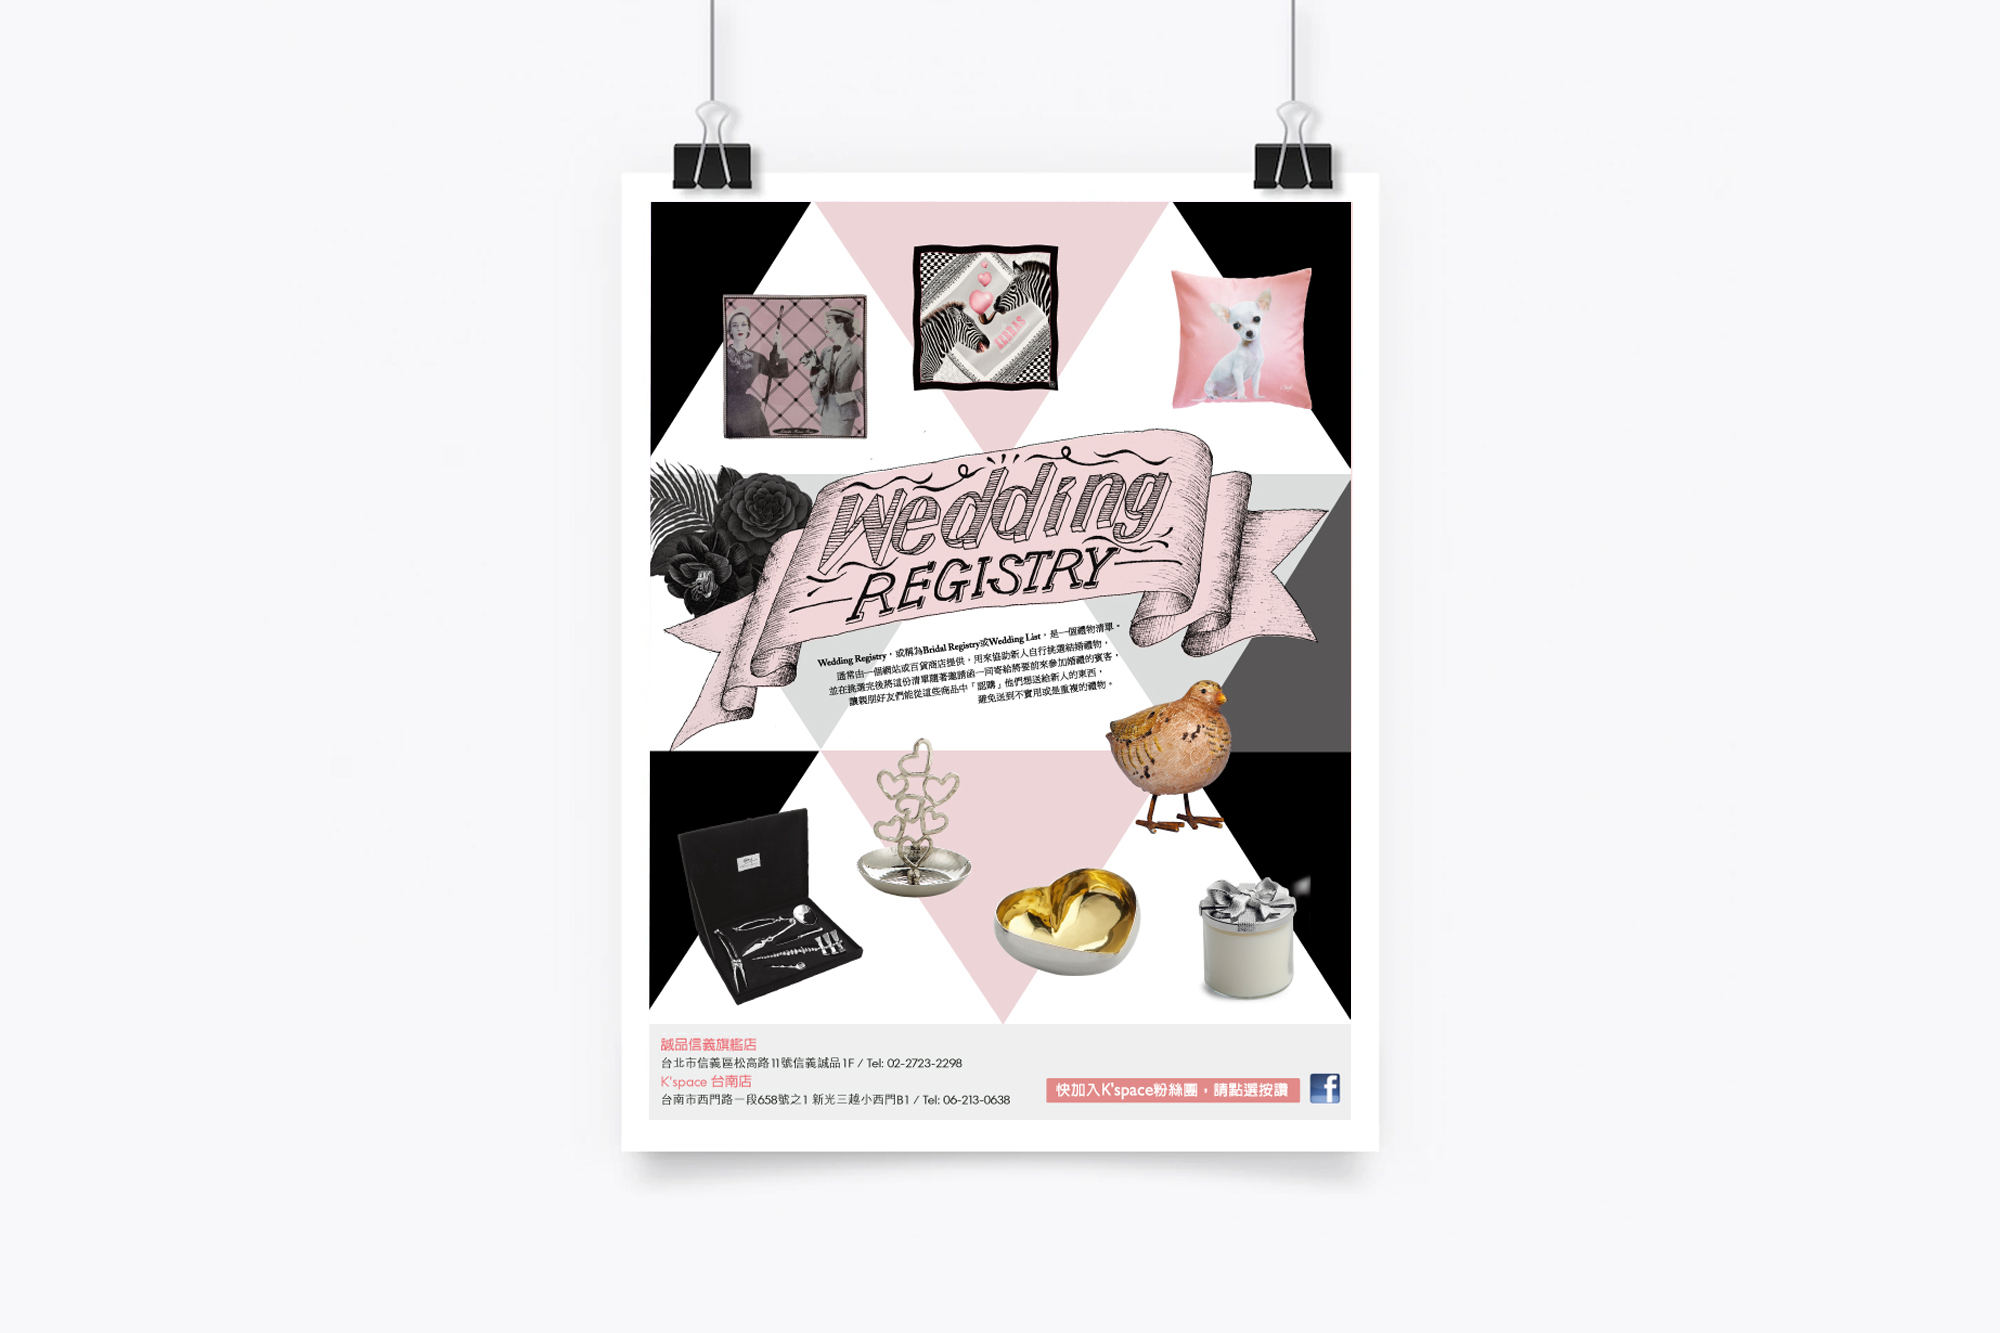 ZEBRAS
Wedding
REGISTRY
Wedding Registry，或稱為Bridal Registry或Wedding List，是一個禮物清單。
通常由一個網站或百貨商店提供，用來協助新人自行挑選結婚禮物，
並在挑選完後將這份清單隨著邀請函一同寄給將要前來參加婚禮的賓客，
讓親朋好友們能從這些商品中「認購」他們想送給新人的東西，
避免送到不實用或是重複的禮物。
誠品信義旗艦店
台北市信義區松高路11號信義誠品1F / Tel: 02-2723-2298
K'space 台南店
台南市西門路一段658號之1 新光三越小西門B1 / Tel: 06-213-0638
快加入K'space粉絲團，請點選按讚
f